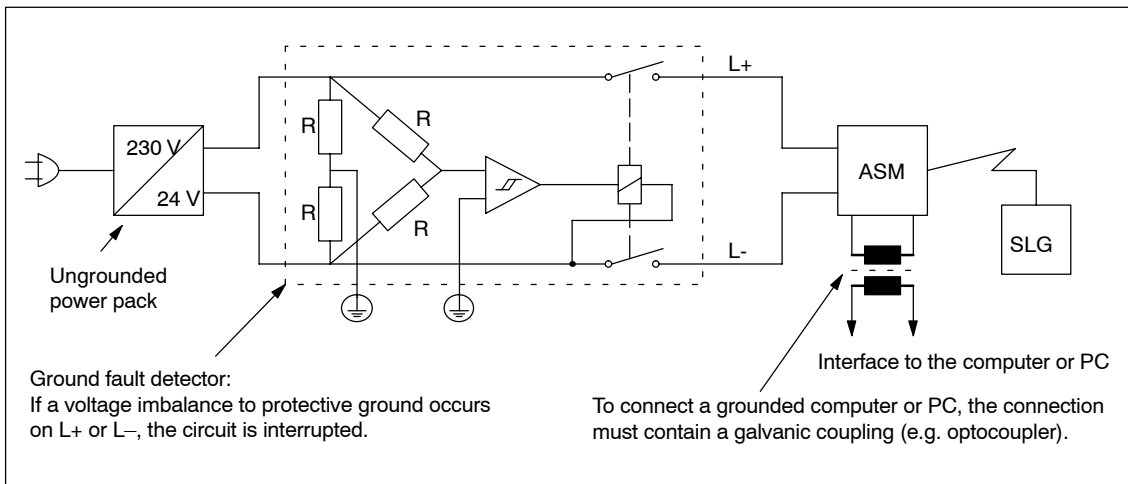 230 V
24 V
Ungrounded
power pack
R
R
R
R
L+
L-
ASM
SLG
Interface to the computer or PC
Ground fault detector:
If a voltage imbalance to protective ground occurs
on L+ or L–, the circuit is interrupted.
To connect a grounded computer or PC, the connection
must contain a galvanic coupling (e.g. optocoupler).